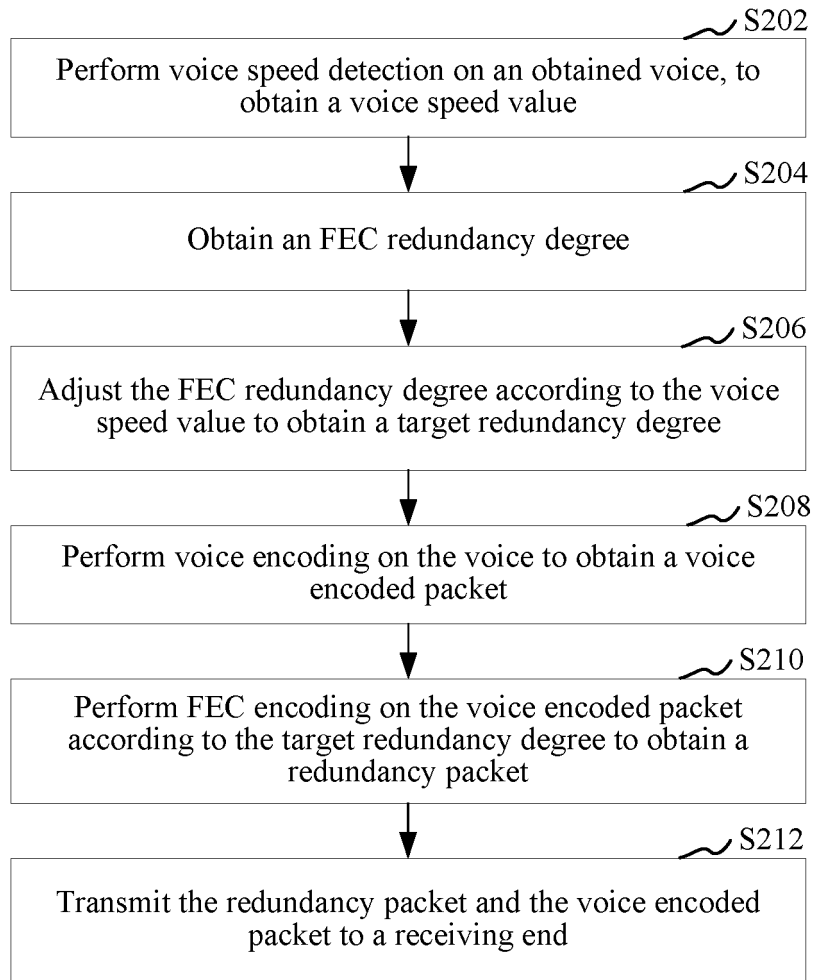 S202
Perform voice speed detection on an obtained voice, to
obtain a voice speed value
S204
Obtain an FEC redundancy degree
S206
Adjust the FEC redundancy degree according to the voice
speed value to obtain a target redundancy degree
S208
Perform voice encoding on the voice to obtain a voice
encoded packet
S210
Perform FEC encoding on the voice encoded packet
according to the target redundancy degree to obtain a
redundancy packet
S212
Transmit the redundancy packet and the voice encoded
packet to a receiving end